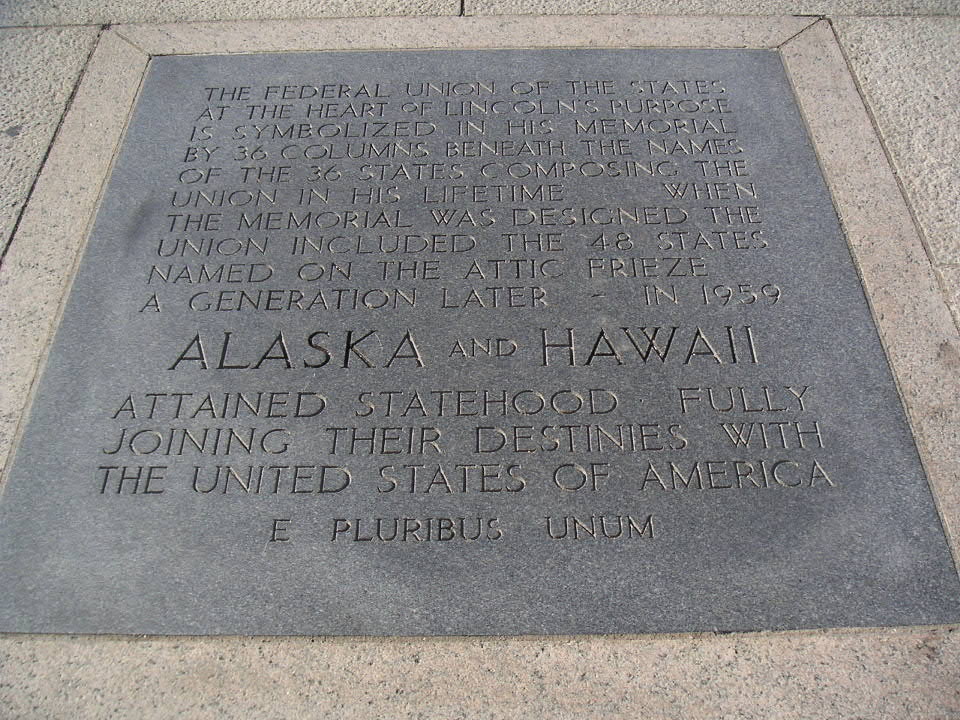 THE FEDERAL UNION OF THE STATES
AT THE HEART OF LINCOLN'S PURPOSE
IS SYMBOLIZED IN HIS MEMORIAL
BY 36 COLUMNS BENEATH THE NAMES
OF THE 36 STATES COMPOSING THE
UNION IN HIS LIFETIME WHEN
THE MEMORIAL WAS DESIGNED THE
UNION INCLUDED THE 48 STATES
NAMED ON THE ATTIC FRIEZE
A GENERATION LATER - IN 1959
ALASKA AND HAWAII
ATTAINED STATEHOOD · FULLY
JOINING THEIR DESTINIES WITH
THE UNITED STATES OF AMERICA
E PLURIBUS UNUM